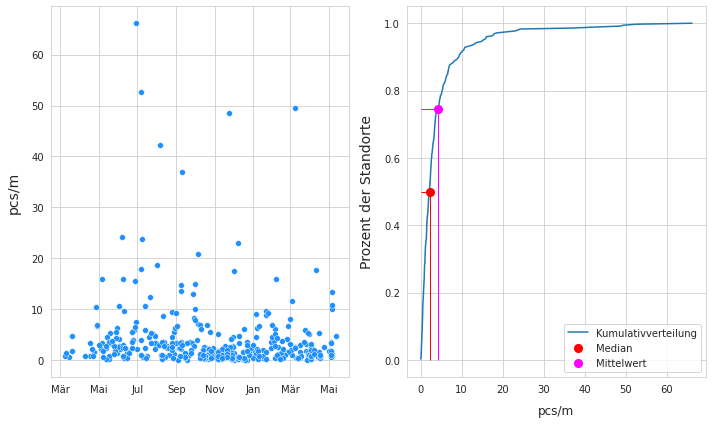 pcs/m
60
50
40
30
20
10
0
Mär Mai Jul Sep Nov Jan Mär Mai
Prozent der Standorte
1.0
0.8
0.6
0.4
0.2
0.0
Kumulativverteilung
Median
Mittelwert
0 10 20 30 40 50 60
pcs/m